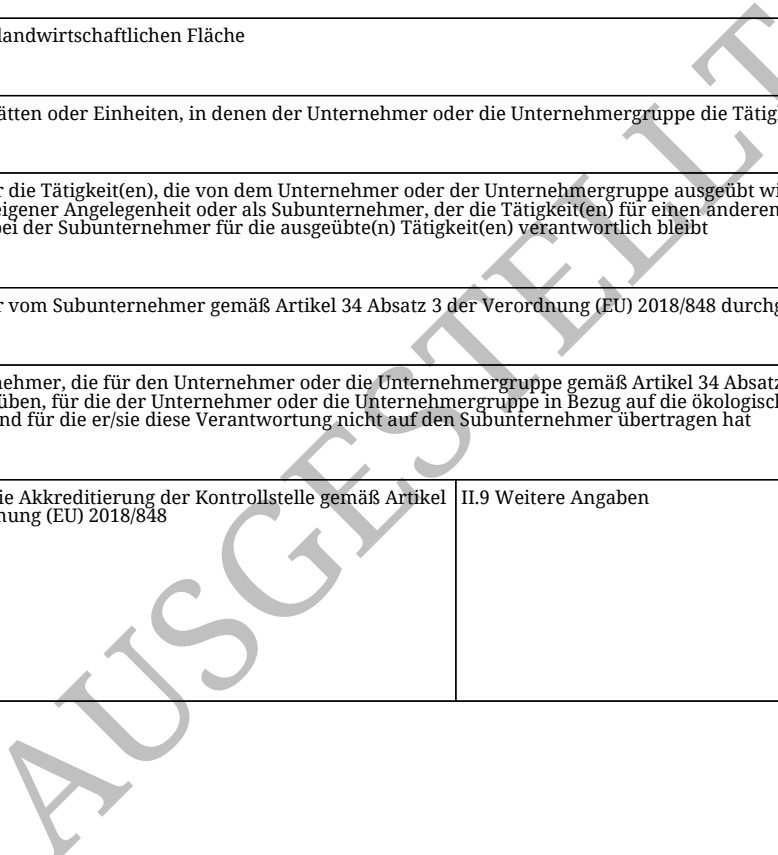 landwirtschaftlichen Fläche
ätten oder Einheiten, in denen der Unternehmer oder die Unternehmergruppe die Tätig
r die Tätigkeit(en), die von dem Unternehmer oder der Unternehmergruppe ausgeübt wi
eigener Angelegenheit oder als Subunternehmer, der die Tätigkeit(en) für einen anderen
bei der Subunternehmer für die ausgeübte(n) Tätigkeit(en) verantwortlich bleibt
r vom Subunternehmer gemäß Artikel 34 Absatz 3 der Verordnung (EU) 2018/848 durchg
nehmer, die für den Unternehmer oder die Unternehmergruppe gemäß Artikel 34 Absatz
üben, für die der Unternehmer oder die Unternehmergruppe in Bezug auf die ökologisch
nd für die er/sie diese Verantwortung nicht auf den Subunternehmer übertragen hat
ie Akkreditierung der Kontrollstelle gemäß Artikel
nung (EU) 2018/848
II.9 Weitere Angaben
AUSGESTELLT